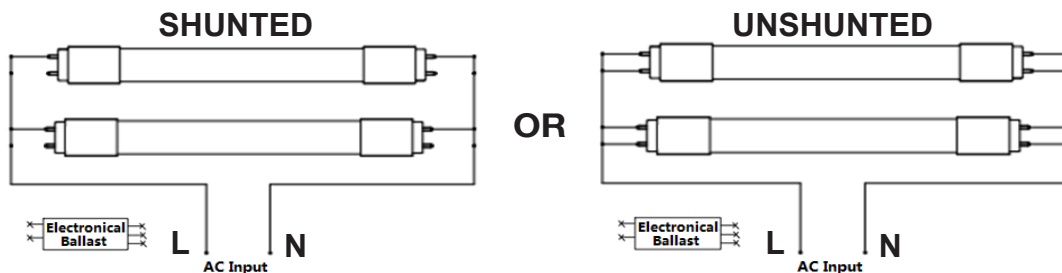 SHUNTED
UNSHUNTED
OR
Electronical
Ballast
L
N
AC Input
Electronical
Ballast
L
N
AC Input